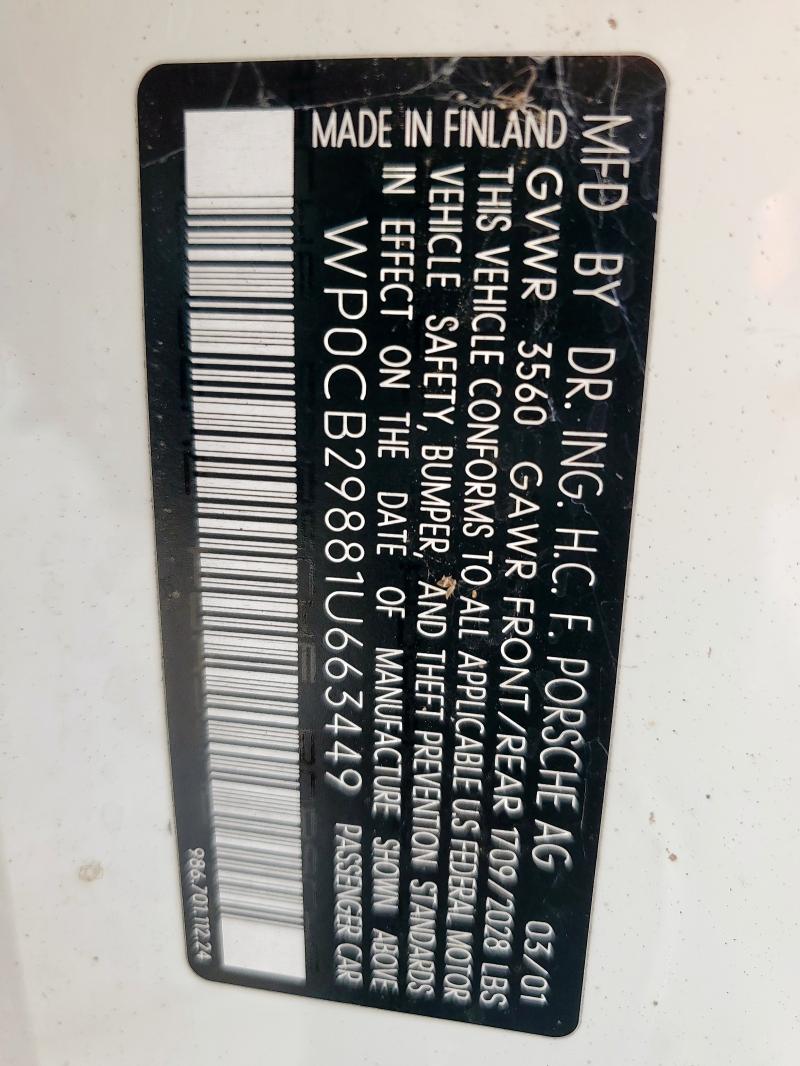 MFD BY DR. ING. H.C. F. PORSCHE AG 03/01
GVWR 3560 GAWR FRONT/REAR 1709/2028 LBS
THIS VEHICLE CONFORMS TO ALL APPLICABLE U.S FEDERAL MOTOR
VEHICLE SAFETY, BUMPER, AND THEFT PREVENTION STANDARDS
IN EFFECT ON THE DATE OF MANUFACTURE SHOWN ABOVE
WP0CB29881U663449 PASSENGER CAR
MADE IN FINLAND
986.701.112.24